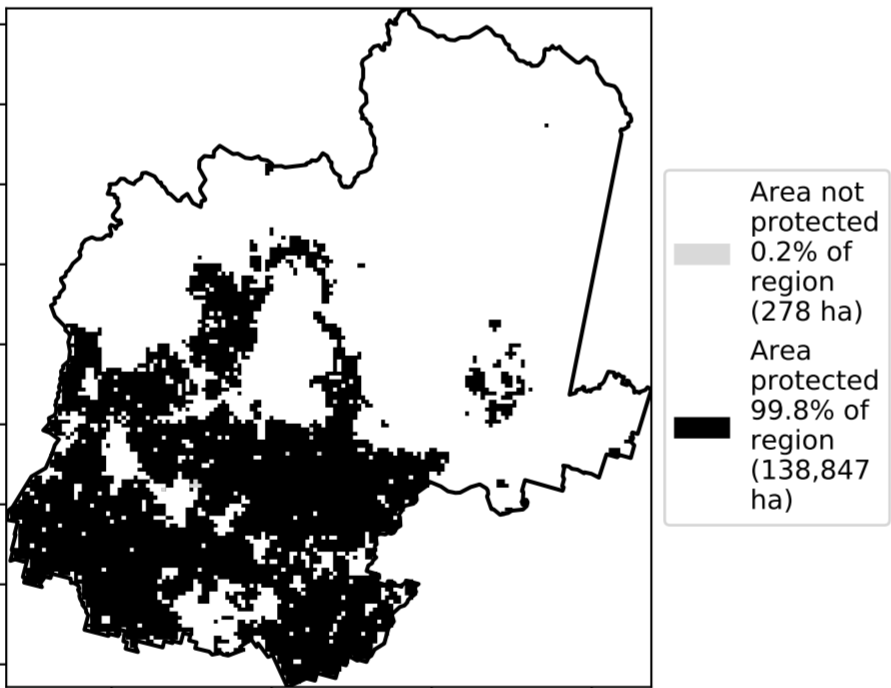 Area not
protected
0.2% of
region
(278 ha)
Area
protected
99.8% of
region
(138,847
ha)